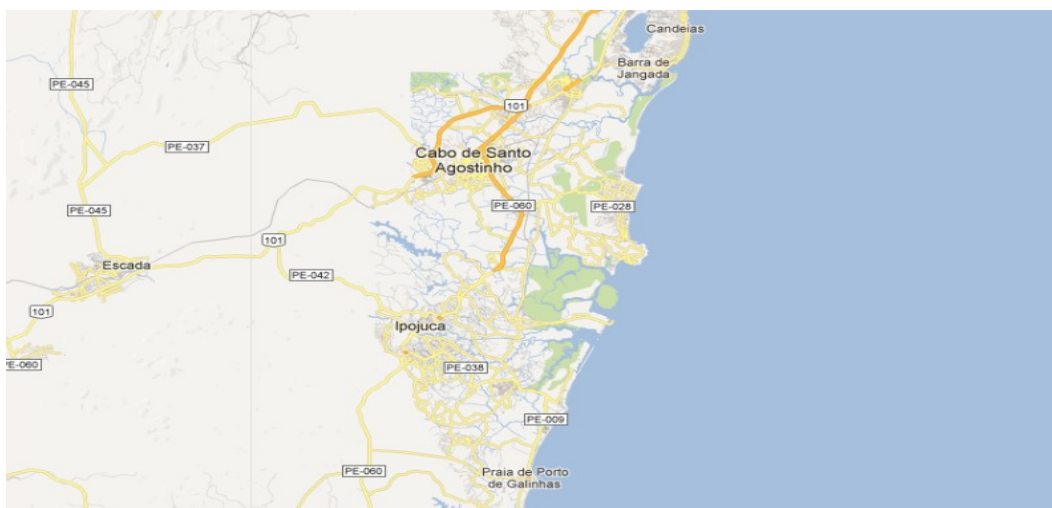 Candeias
Barra de
Jangada
PE-045
101
PE-037
Cabo de Santo
Agostinho
PE-045
PE-060
PE-028
101
Escada
PE-042
101
Ipojuca
PE-060
PE-038
PE-009
PE-060
Praia de Porto
de Galinhas